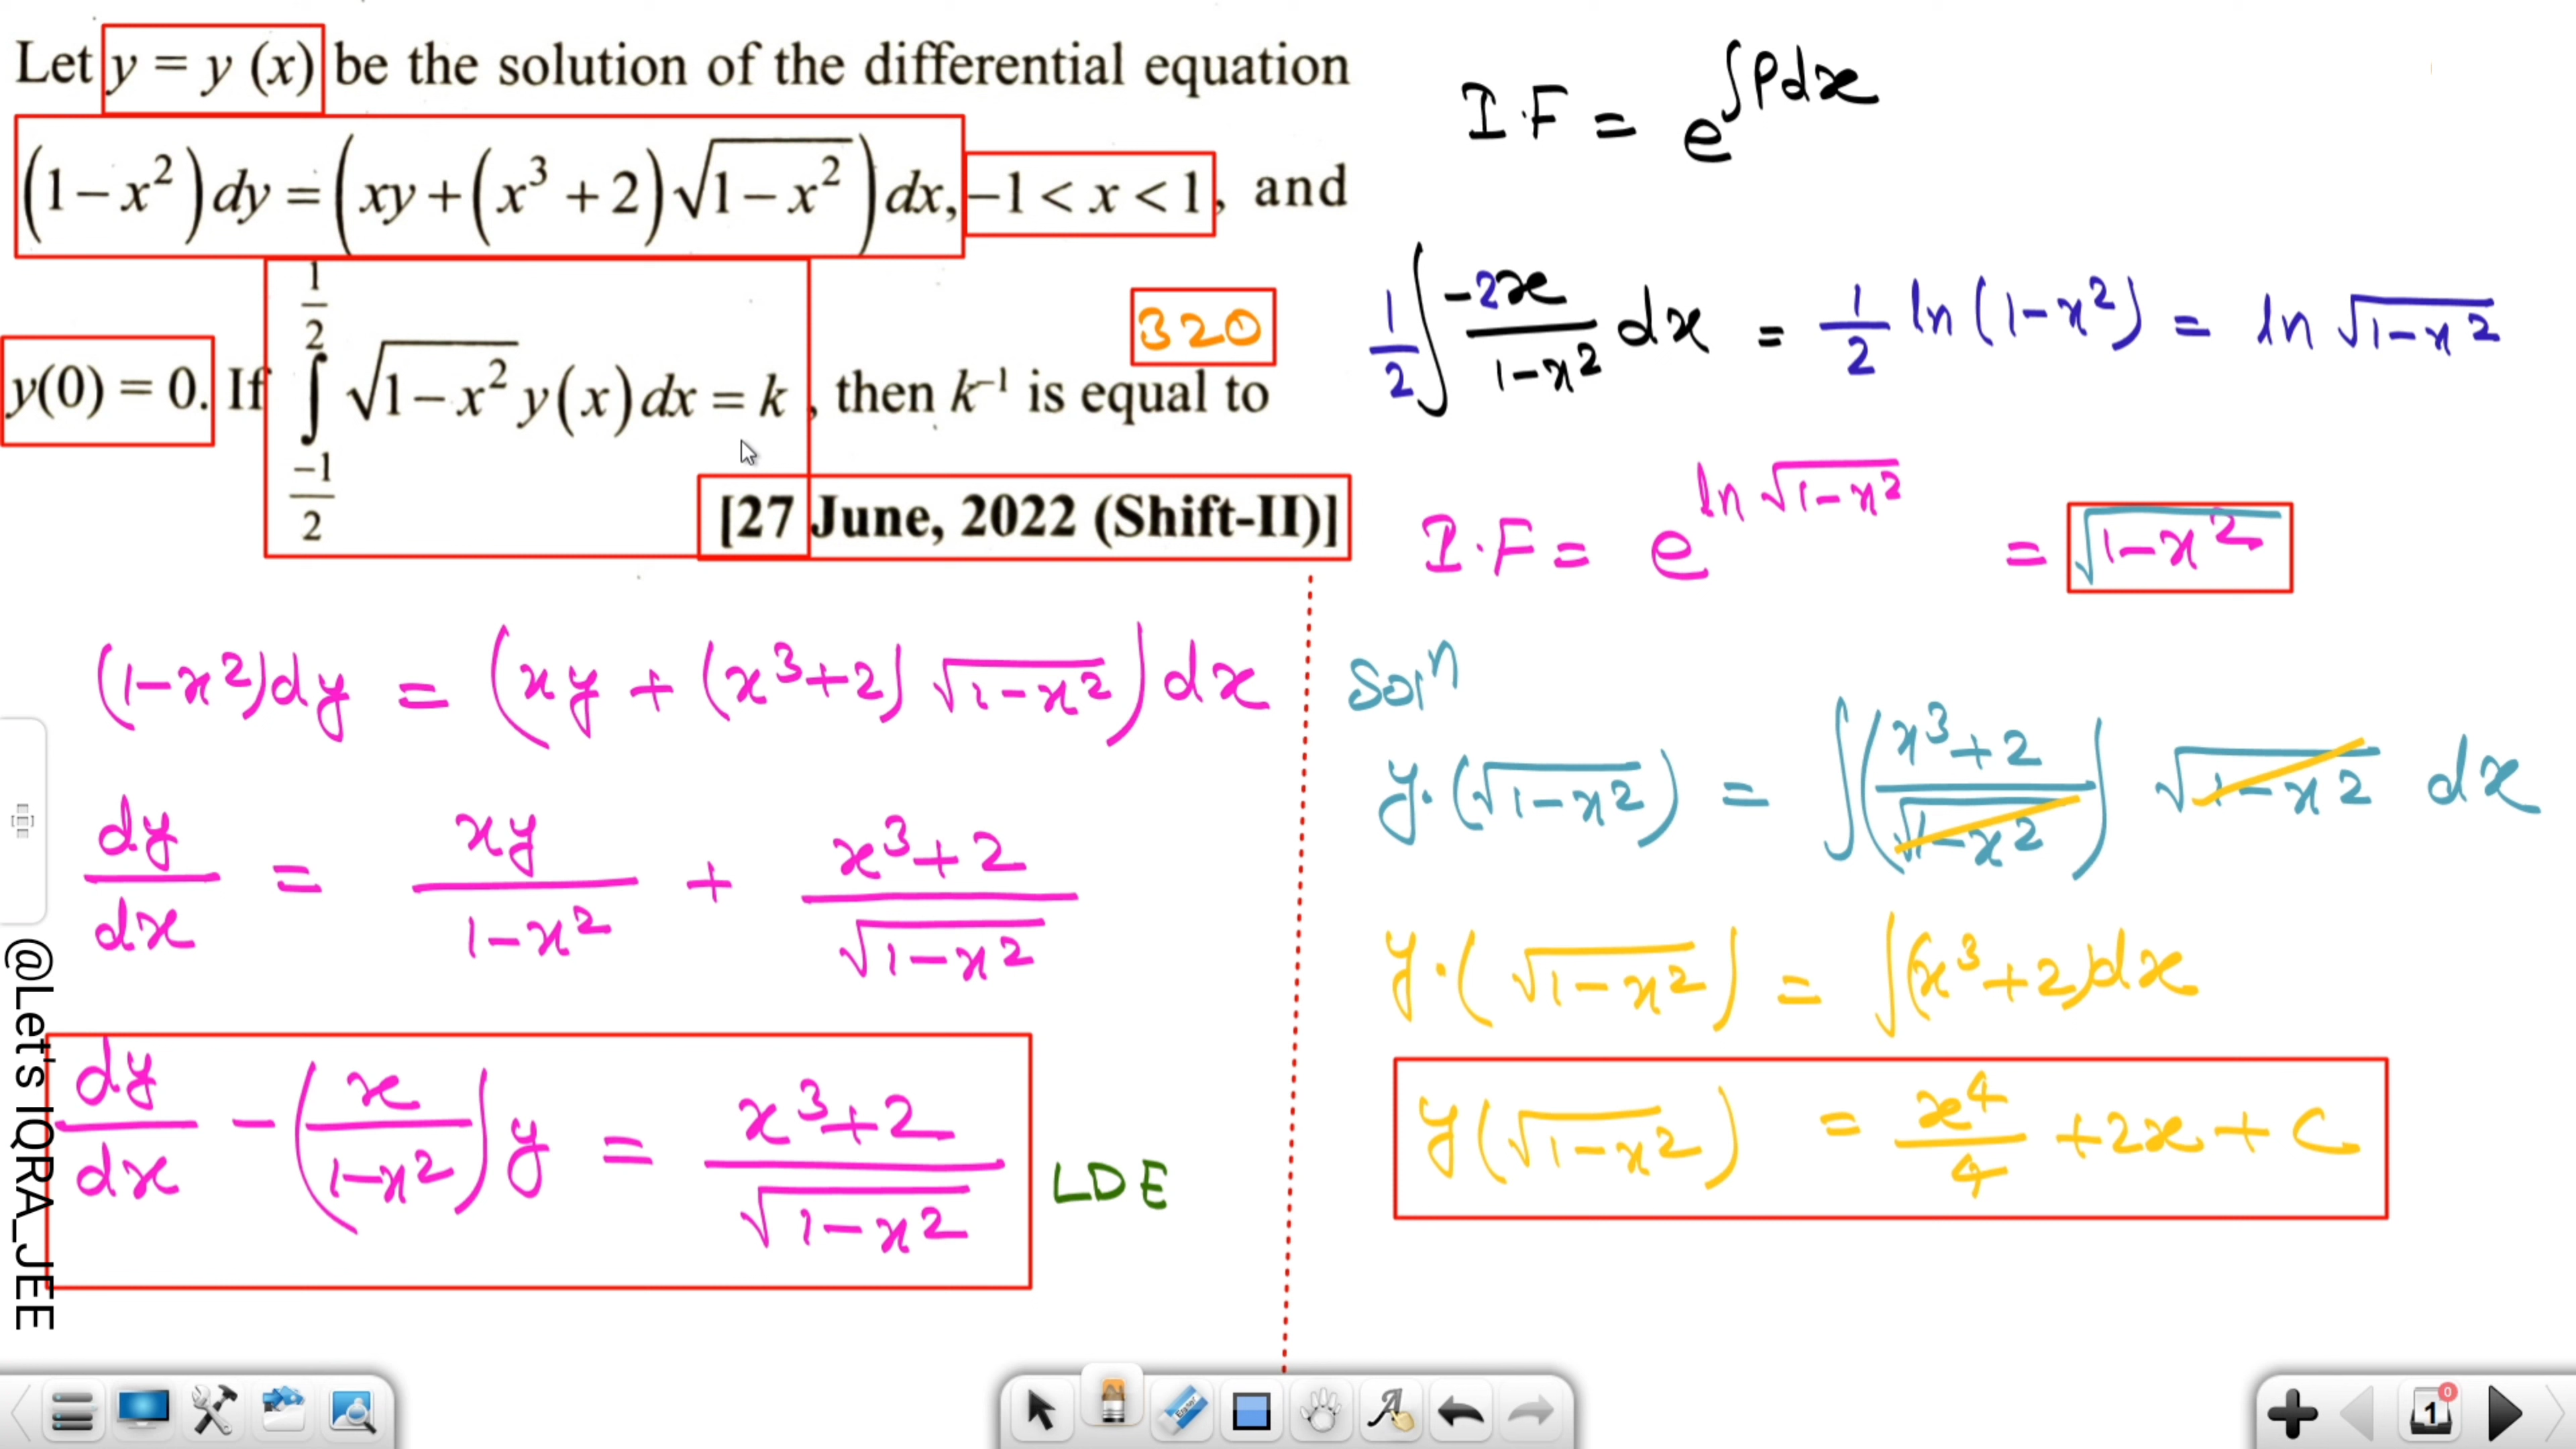 Let y = y (x) be the solution of the differential equation
(1 – x²) dy = (xy + (x³ + 2) √(1 – x²)) dx, –1 < x < 1, and
y(0) = 0. If ∫_{-1/2}^{1/2} √(1 – x²) y(x) dx = k, then k⁻¹ is equal to
320
[27 June, 2022 (Shift-II)]
(1-x²)dy = (xy + (x³+2) √(1-x²)) dx
dy/dx = xy/(1-x²) + (x³+2)/√(1-x²)
dy/dx - (x/(1-x²)) y = (x³+2)/√(1-x²) LDE
I.F = e^{∫Pdx}
1/2 ∫ -2x/(1-x²) dx = 1/2 ln (1-x²) = ln √(1-x²)
I.F = e^{ln √(1-x²)} = √(1-x²)
Solⁿ
y.(√(1-x²)) = ∫((x³+2)/√(1-x²)) √(1-x²) dx
y.(√(1-x²)) = ∫(x³+2)dx
y(√(1-x²)) = x⁴/4 + 2x + C
@Let's IQRA_JEE
Eraser
A
1
0